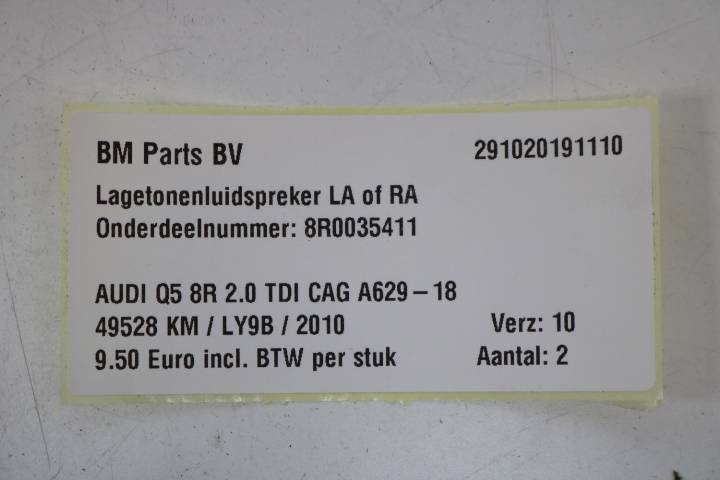 BM Parts BV 291020191110
Lagetonenluidspreker LA of RA
Onderdeelnummer: 8R0035411
AUDI Q5 8R 2.0 TDI CAG A629-18
49528 KM / LY9B / 2010 Verz: 10
9.50 Euro incl. BTW per stuk Aantal: 2